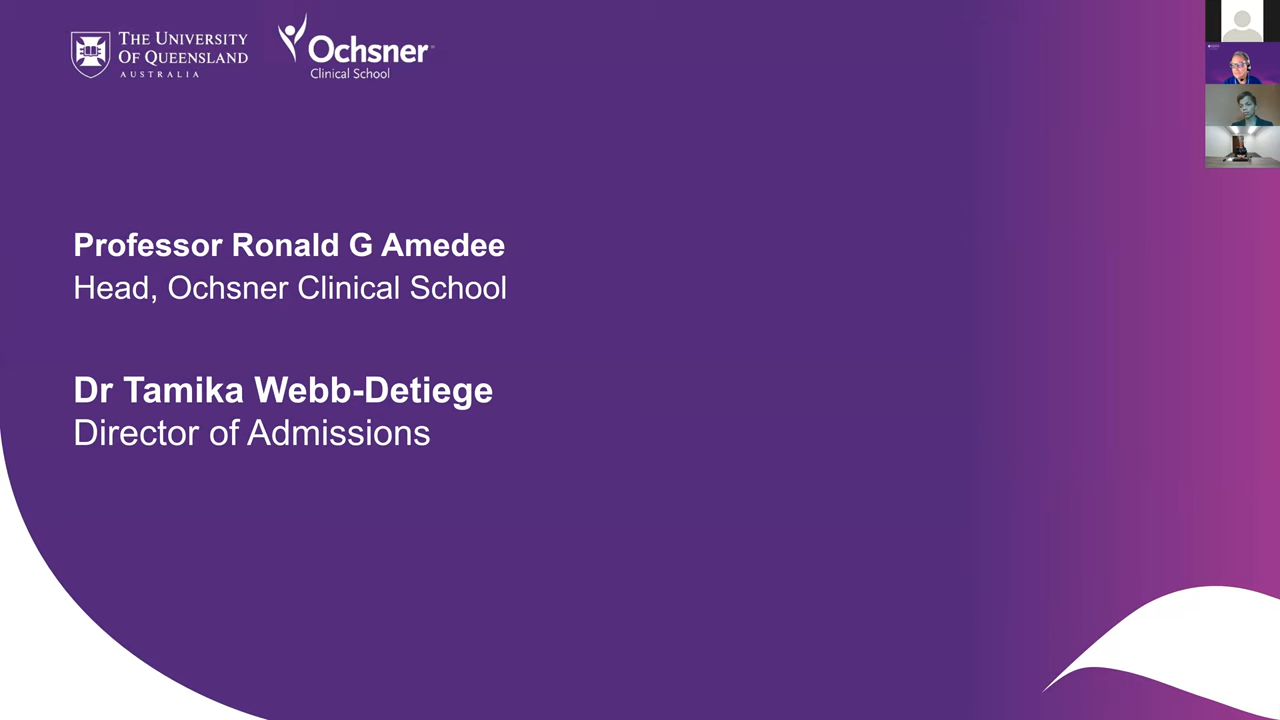 THE UNIVERSITY
OF QUEENSLAND
AUSTRALIA
Ochsner
Clinical School
Professor Ronald G Amedee
Head, Ochsner Clinical School
Dr Tamika Webb-Detiege
Director of Admissions